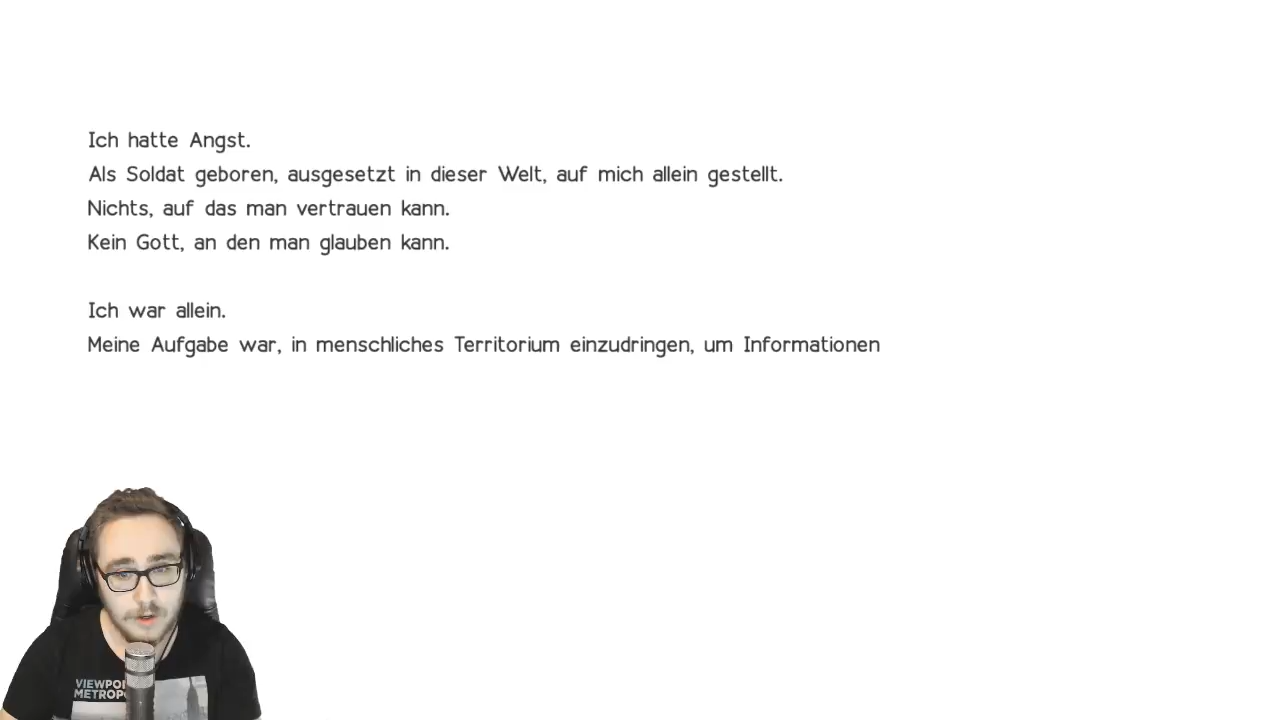 Ich hatte Angst.
Als Soldat geboren, ausgesetzt in dieser Welt, auf mich allein gestellt.
Nichts, auf das man vertrauen kann.
Kein Gott, an den man glauben kann.
Ich war allein.
Meine Aufgabe war, in menschliches Territorium einzudringen, um Informationen